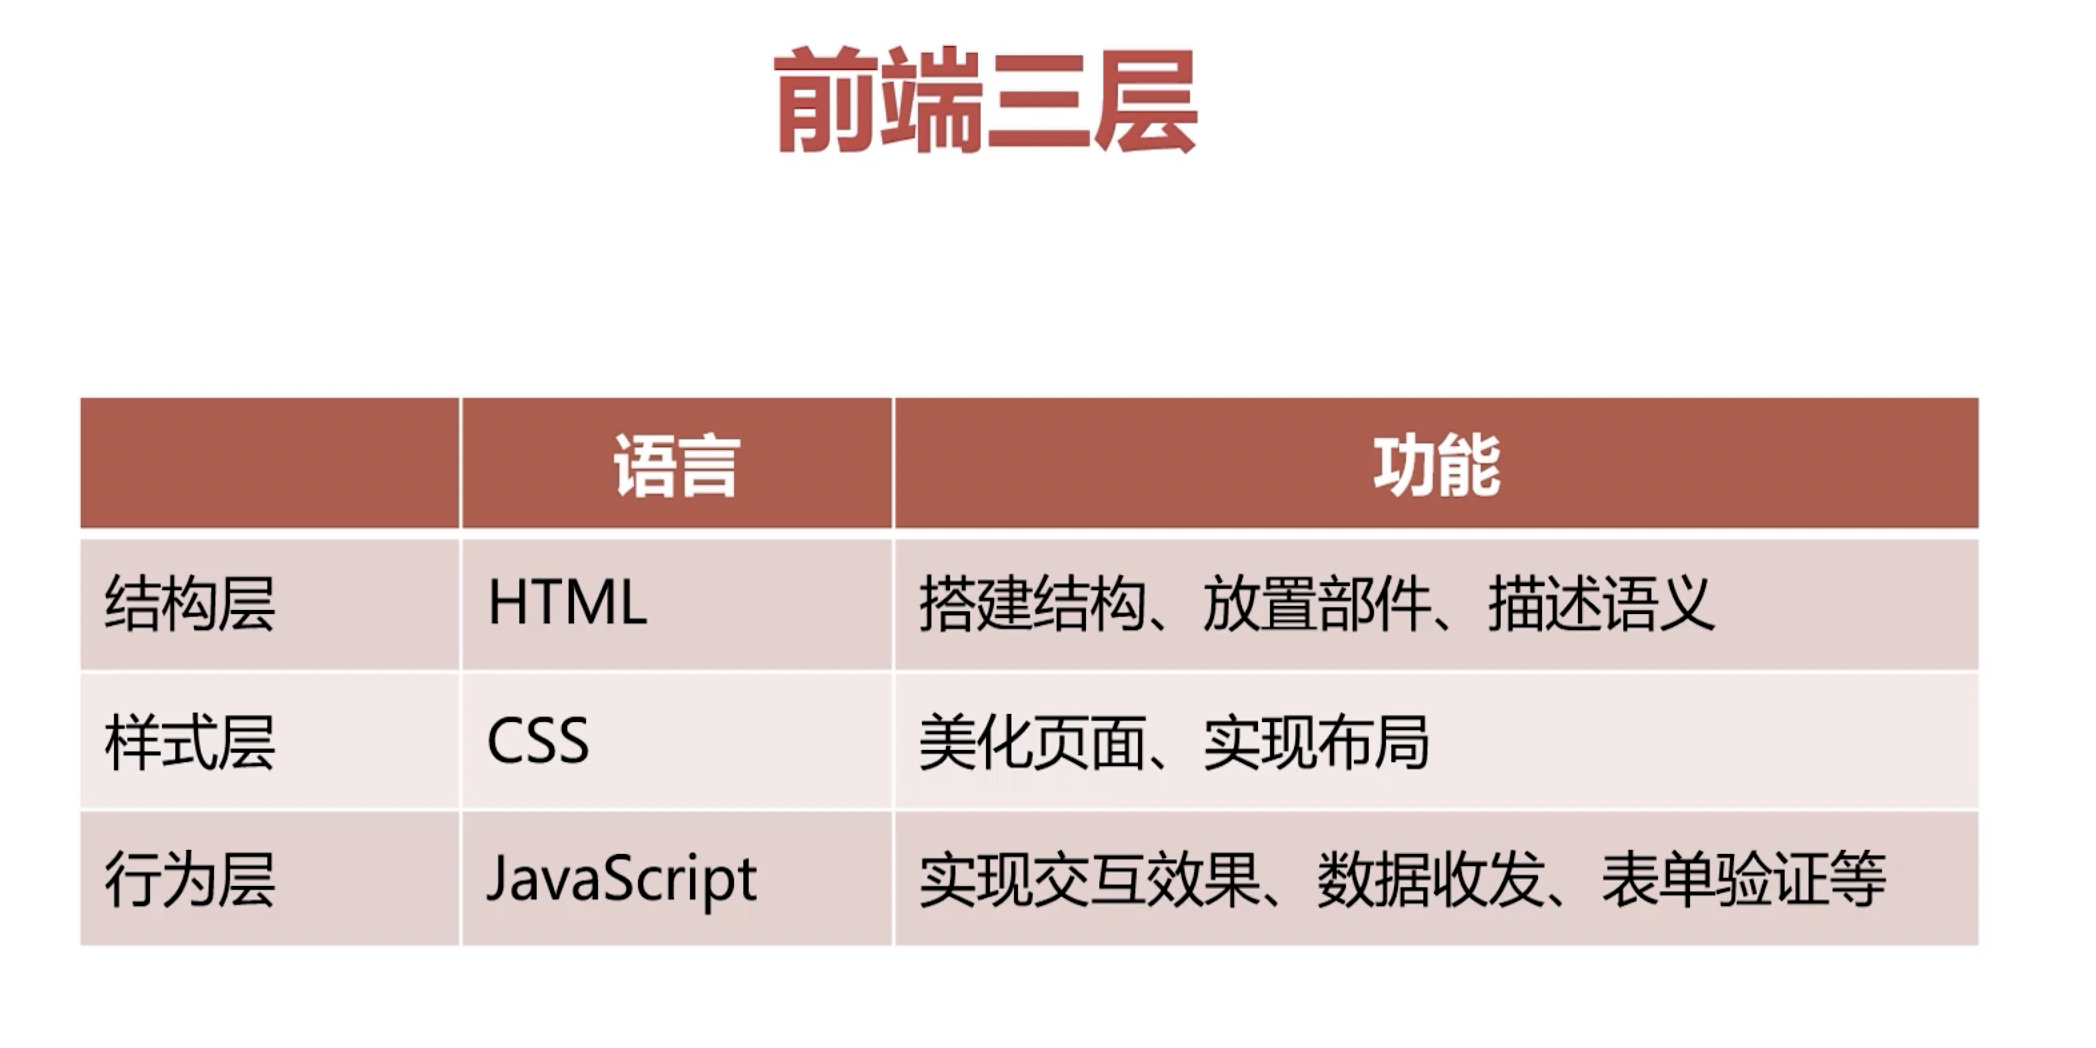 前端三层
语言 功能
结构层 HTML 搭建结构、放置部件、描述语义
样式层 CSS 美化页面、实现布局
行为层 JavaScript 实现交互效果、数据收发、表单验证等